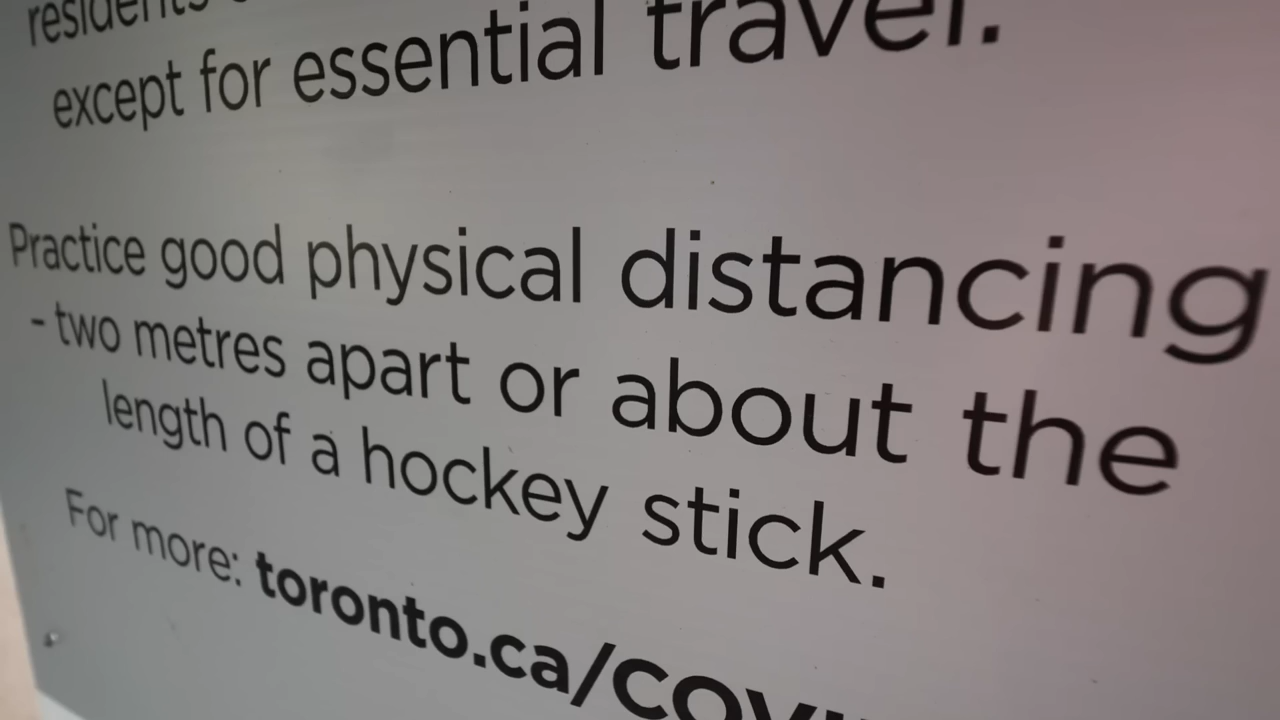 residents
except for essential travel.
Practice good physical distancing
- two metres apart or about the
length of a hockey stick.
For more: toronto.ca/covi